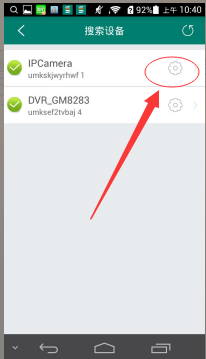 92% 上午 10:40
搜索设备
IPCamera
umkskjwyrhwf 1
DVR_GM8283
umksef2tvbaj 4